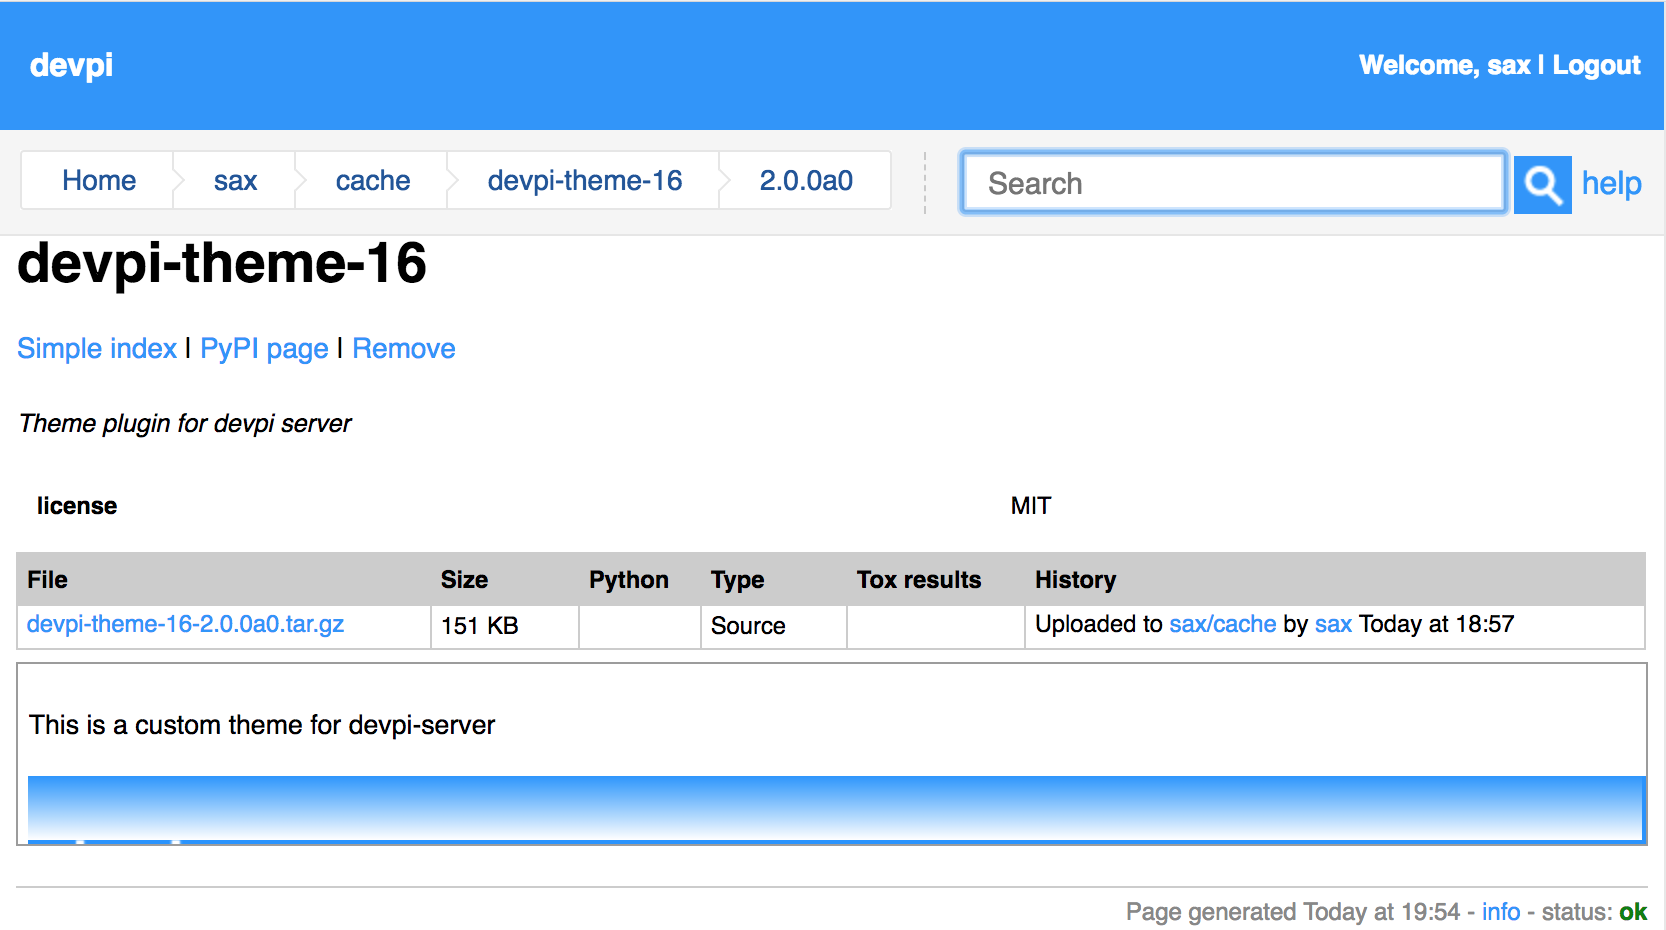 devpi
Welcome, sax | Logout
Home sax cache devpi-theme-16 2.0.0a0 Search help
devpi-theme-16
Simple index | PyPI page | Remove
Theme plugin for devpi server
license MIT
File Size Python Type Tox results History
devpi-theme-16-2.0.0a0.tar.gz 151 KB Source Uploaded to sax/cache by sax Today at 18:57
This is a custom theme for devpi-server
Page generated Today at 19:54 - info - status: ok